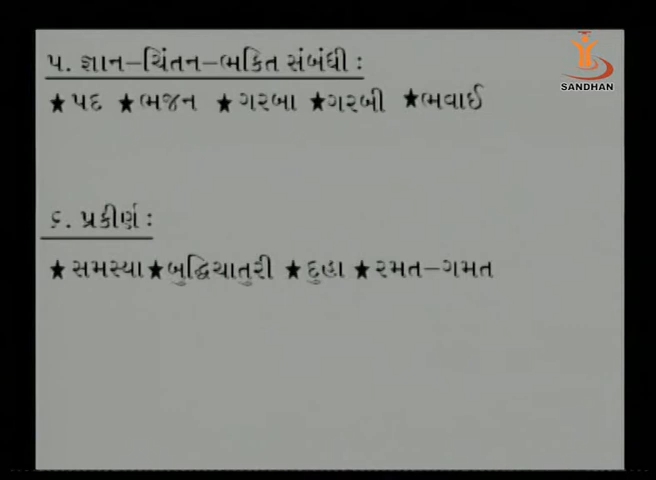 ૫. જ્ઞાન–ચિંતન–ભકિત સંબંધી :
★ પદ ★ ભજન ★ ગરબા ★ ગરબી ★ ભવાઈ
SANDHAN
૬. પ્રકીર્ણ :
★ સમસ્યા ★ બુદ્ધિચાતુરી ★ દુહા ★ રમત–ગમત